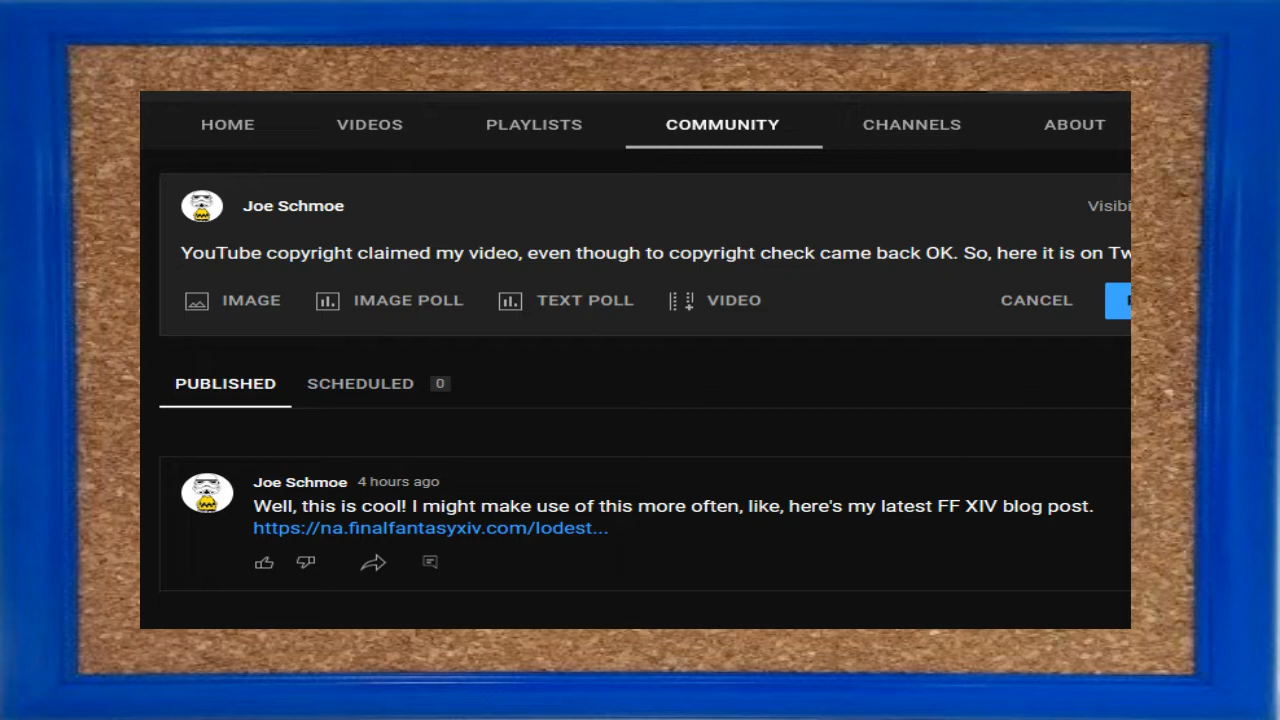 HOME VIDEOS PLAYLISTS COMMUNITY CHANNELS ABOUT
Joe Schmoe
YouTube copyright claimed my video, even though to copyright check came back OK. So, here it is on
IMAGE IMAGE POLL TEXT POLL VIDEO CANCEL
PUBLISHED SCHEDULED 0
Joe Schmoe 4 hours ago
Well, this is cool! I might make use of this more often, like, here's my latest FF XIV blog post.
https://na.finalfantasyxiv.com/lodest...